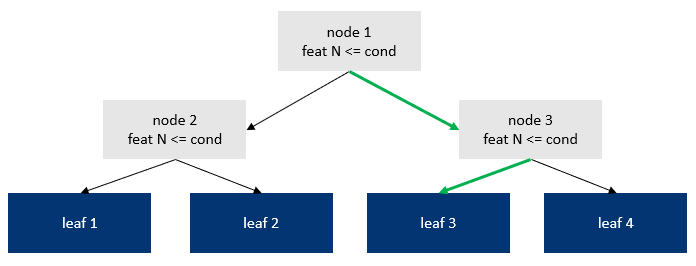 node 1
feat N <= cond
node 2
feat N <= cond
node 3
feat N <= cond
leaf 1
leaf 2
leaf 3
leaf 4